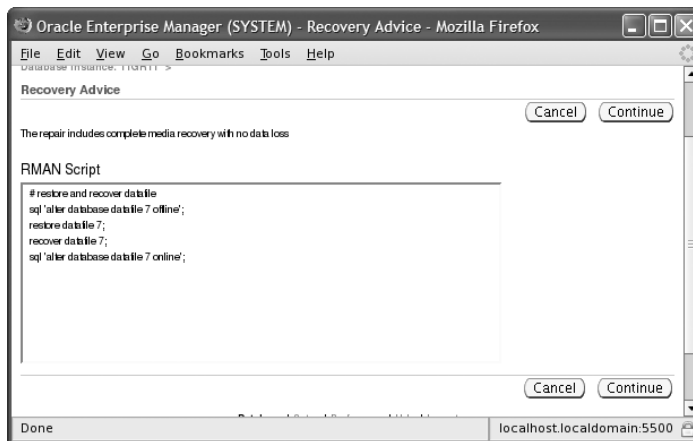 Oracle Enterprise Manager (SYSTEM) - Recovery Advice - Mozilla Firefox
File Edit View Go Bookmarks Tools Help
Recovery Advice
Cancel Continue
The repair includes complete media recovery with no data loss
RMAN Script
# restore and recover datafile
sql 'alter database datafile 7 offline';
restore datafile 7;
recover datafile 7;
sql 'alter database datafile 7 online';
Cancel Continue
Done localhost.localdomain:5500